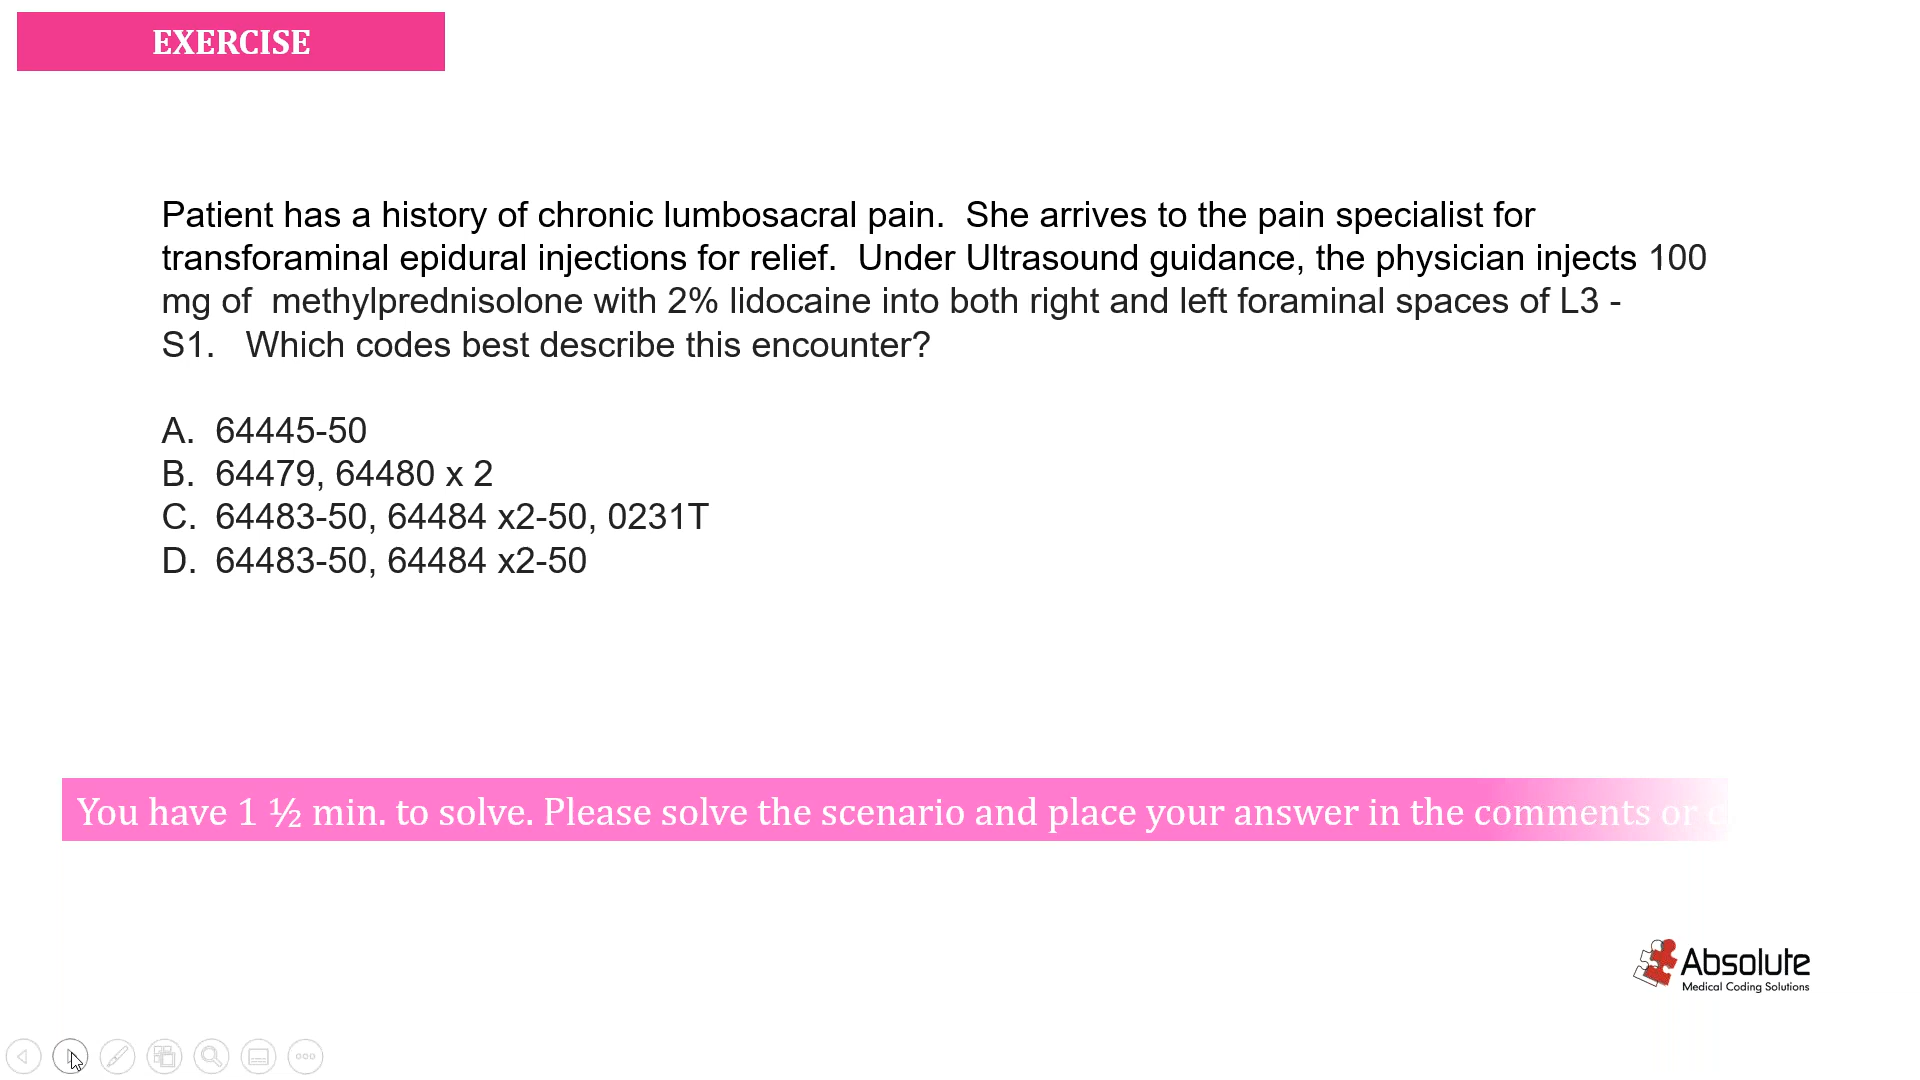 EXERCISE
Patient has a history of chronic lumbosacral pain.  She arrives to the pain specialist for
transforaminal epidural injections for relief.  Under Ultrasound guidance, the physician injects 100
mg of  methylprednisolone with 2% lidocaine into both right and left foraminal spaces of L3 -
S1.   Which codes best describe this encounter?
A.  64445-50
B.  64479, 64480 x 2
C.  64483-50, 64484 x2-50, 0231T
D.  64483-50, 64484 x2-50
You have 1 ½ min. to solve. Please solve the scenario and place your answer in the comments or
Absolute
Medical Coding Solutions